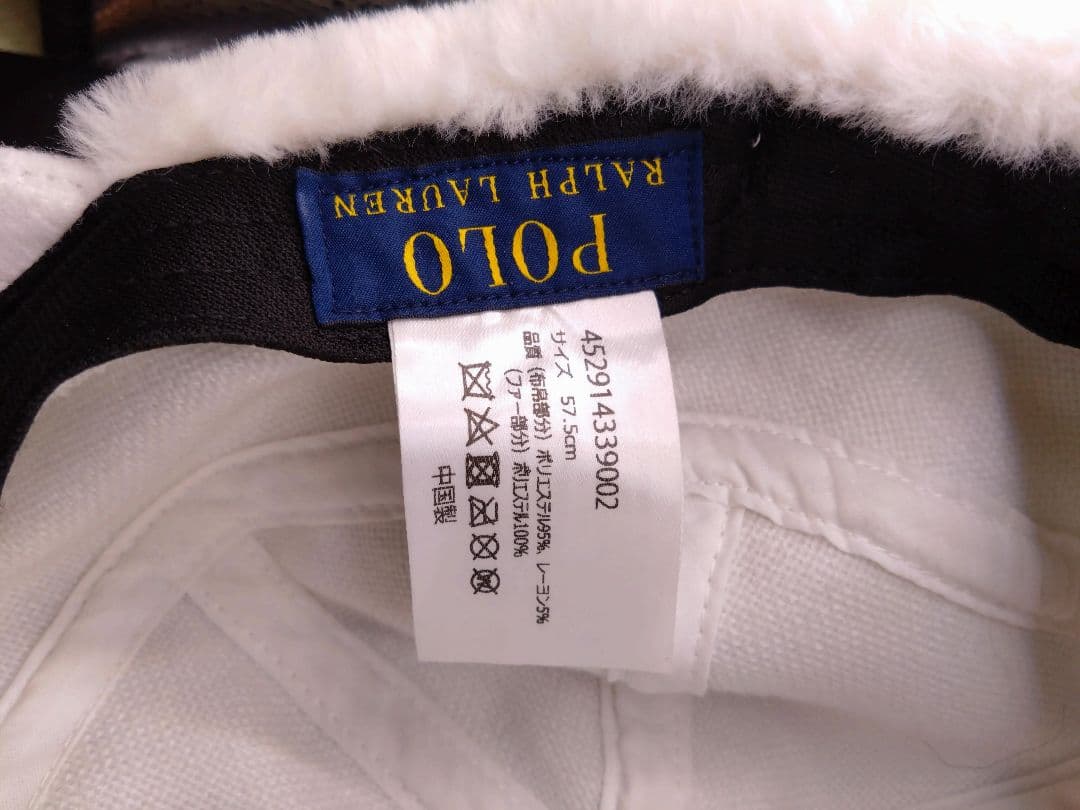 POLO
RALPH LAUREN
452914339002
サイズ 57.5cm
品質（布帛部分）ポリエステル95%、レーヨン5%
（ファー部分）ポリエステル100%
中国製